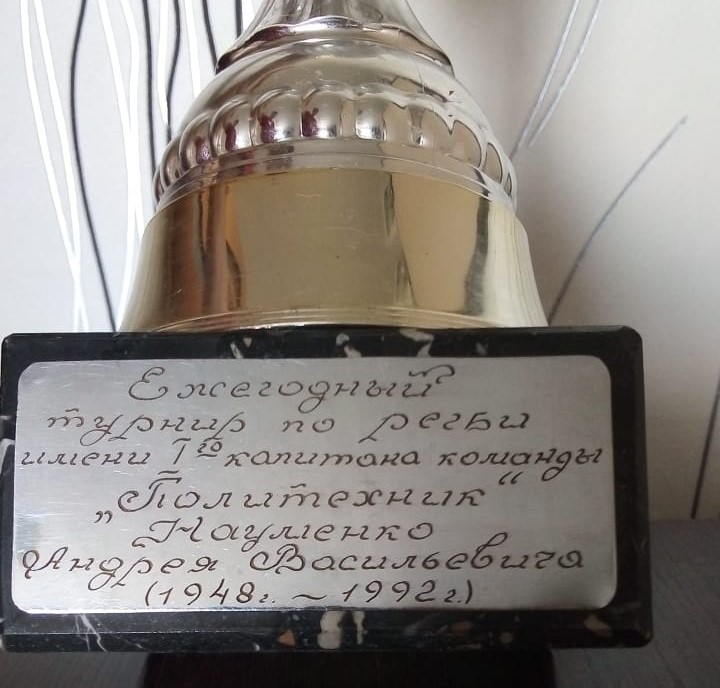 Ежегодный
турнир по регби
имени 1го капитана команды
„Политехник“
Науменко
Андрея Васильевича
(1948г. ~ 1992г.)